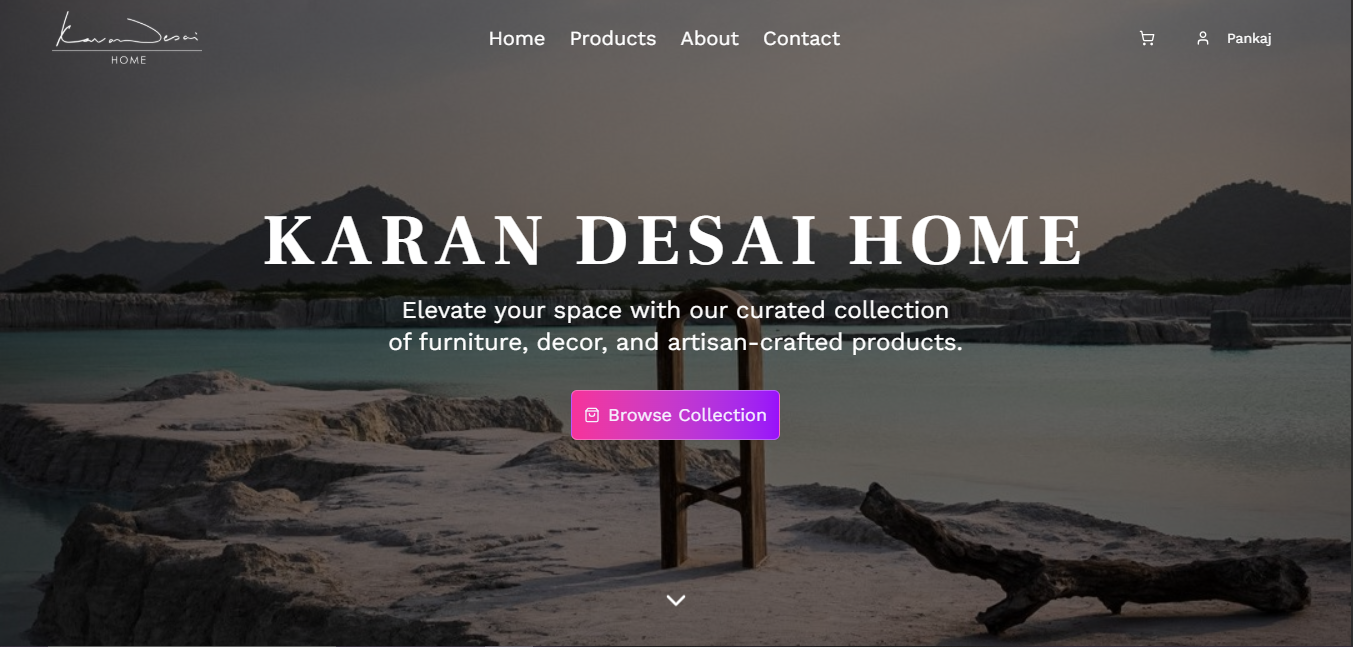 Karan Desai
HOME
Home Products About Contact
Pankaj
KARAN DESAI HOME
Elevate your space with our curated collection
of furniture, decor, and artisan-crafted products.
Browse Collection